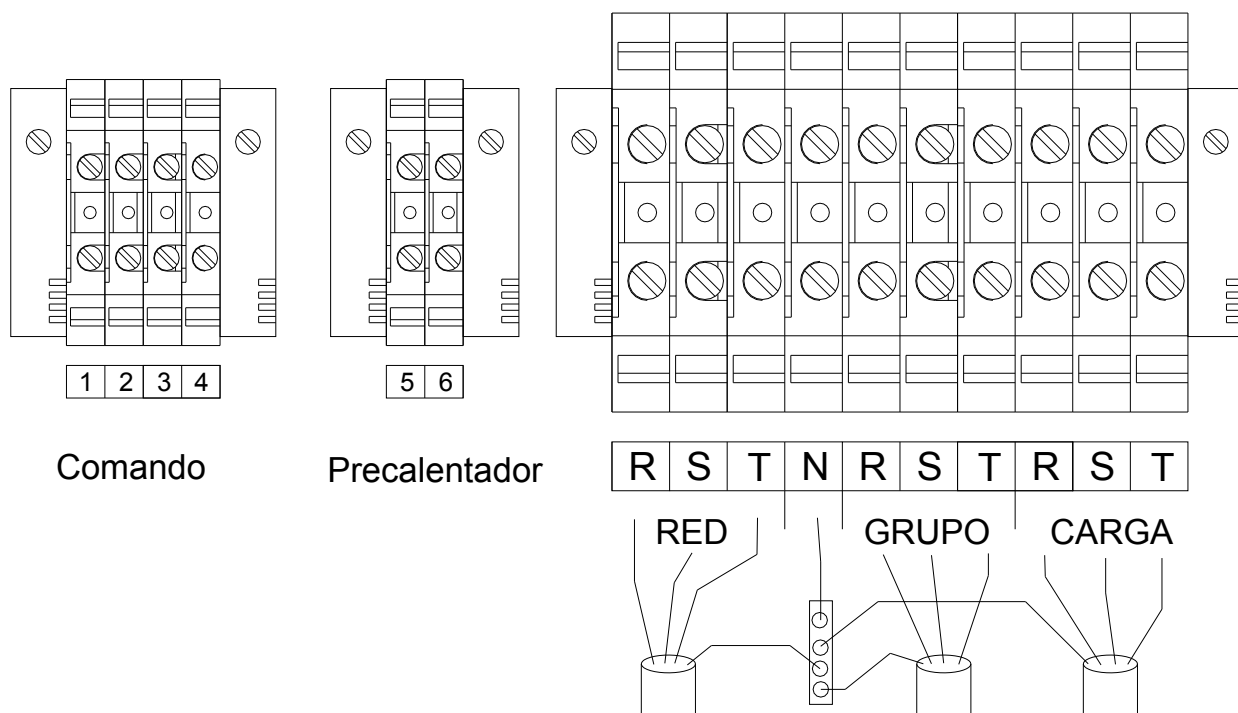 1 2 3 4
5 6
Comando
Precalentador
R S T N R S T R S T
RED
GRUPO
CARGA